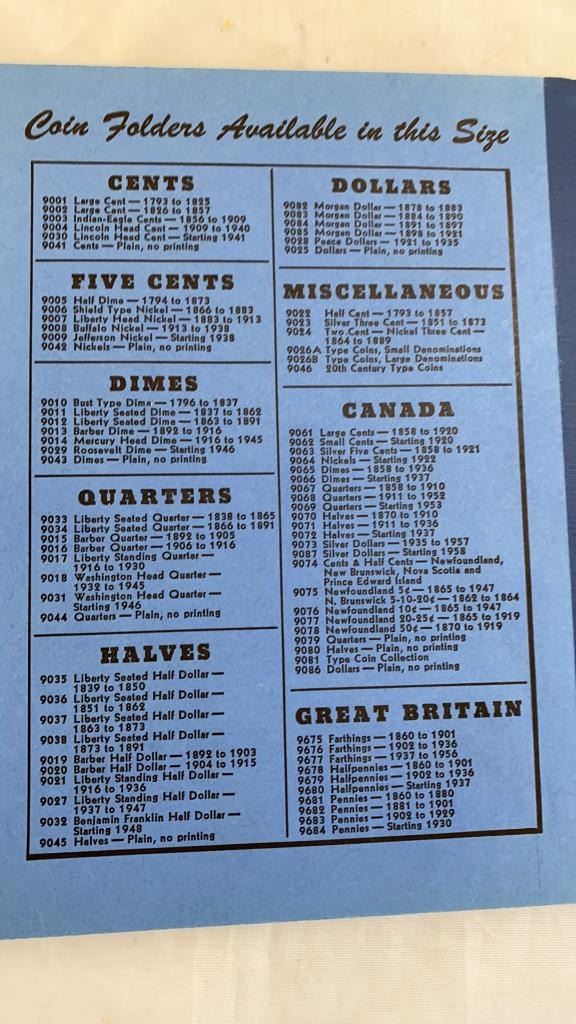 Coin Folders Available in this Size
CENTS
9001 Large Cent — 1793 to 1825
9002 Large Cent — 1826 to 1857
9003 Indian-Eagle Cents — 1856 to 1909
9004 Lincoln Head Cent — 1909 to 1940
9030 Lincoln Head Cent — Starting 1941
9041 Cents — Plain, no printing
FIVE CENTS
9005 Half Dime — 1794 to 1873
9006 Shield Type Nickel — 1866 to 1883
9007 Liberty Head Nickel — 1883 to 1913
9008 Buffalo Nickel — 1913 to 1938
9009 Jefferson Nickel — Starting 1938
9042 Nickels — Plain, no printing
DIMES
9010 Bust Type Dime — 1796 to 1837
9011 Liberty Seated Dime — 1837 to 1862
9012 Liberty Seated Dime — 1863 to 1891
9013 Barber Dime — 1892 to 1916
9014 Mercury Head Dime — 1916 to 1945
9029 Roosevelt Dime — Starting 1946
9043 Dimes — Plain, no printing
QUARTERS
9033 Liberty Seated Quarter — 1838 to 1865
9034 Liberty Seated Quarter — 1866 to 1891
9015 Barber Quarter — 1892 to 1905
9016 Barber Quarter — 1906 to 1916
9017 Liberty Standing Quarter —
1916 to 1930
9018 Washington Head Quarter —
1932 to 1945
9031 Washington Head Quarter —
Starting 1946
9044 Quarters — Plain, no printing
HALVES
9035 Liberty Seated Half Dollar —
1839 to 1850
9036 Liberty Seated Half Dollar —
1851 to 1862
9037 Liberty Seated Half Dollar —
1863 to 1873
9038 Liberty Seated Half Dollar —
1873 to 1891
9019 Barber Half Dollar — 1892 to 1903
9020 Barber Half Dollar — 1904 to 1915
9021 Liberty Standing Half Dollar —
1916 to 1936
9027 Liberty Standing Half Dollar —
1937 to 1947
9032 Benjamin Franklin Half Dollar —
Starting 1948
9045 Halves — Plain, no printing
DOLLARS
9082 Morgan Dollar — 1878 to 1883
9083 Morgan Dollar — 1884 to 1890
9084 Morgan Dollar — 1891 to 1897
9085 Morgan Dollar — 1898 to 1921
9028 Peace Dollars — 1921 to 1935
9025 Dollars — Plain, no printing
MISCELLANEOUS
9022 Half Cent — 1793 to 1857
9023 Silver Three Cent — 1851 to 1873
9024 Two Cent — Nickel Three Cent —
1864 to 1889
9026A Type Coins, Small Denominations
9026B Type Coins, Large Denominations
9046 20th Century Type Coins
CANADA
9061 Large Cents — 1858 to 1920
9062 Small Cents — Starting 1920
9063 Silver Five Cents — 1858 to 1921
9064 Nickels — Starting 1922
9065 Dimes — 1858 to 1936
9066 Dimes — Starting 1937
9067 Quarters — 1858 to 1910
9068 Quarters — 1911 to 1952
9069 Quarters — Starting 1953
9070 Halves — 1870 to 1910
9071 Halves — 1911 to 1936
9072 Halves — Starting 1937
9073 Silver Dollars — 1935 to 1957
9087 Silver Dollars — Starting 1958
9074 Cents & Half Cents — Newfoundland,
New Brunswick, Nova Scotia and
Prince Edward Island
9075 Newfoundland 5¢ — 1865 to 1947
N. Brunswick 5-10-20¢ — 1862 to 1864
9076 Newfoundland 10¢ — 1865 to 1947
9077 Newfoundland 20-25¢ — 1865 to 1919
9078 Newfoundland 50¢ — 1870 to 1919
9079 Quarters — Plain, no printing
9080 Halves — Plain, no printing
9081 Type Coin Collection
9086 Dollars — Plain, no printing
GREAT BRITAIN
9675 Farthings — 1860 to 1901
9676 Farthings — 1902 to 1936
9677 Farthings — 1937 to 1956
9678 Halfpennies — 1860 to 1901
9679 Halfpennies — 1902 to 1936
9680 Halfpennies — Starting 1937
9681 Pennies — 1860 to 1880
9682 Pennies — 1881 to 1901
9683 Pennies — 1902 to 1929
9684 Pennies — Starting 1930